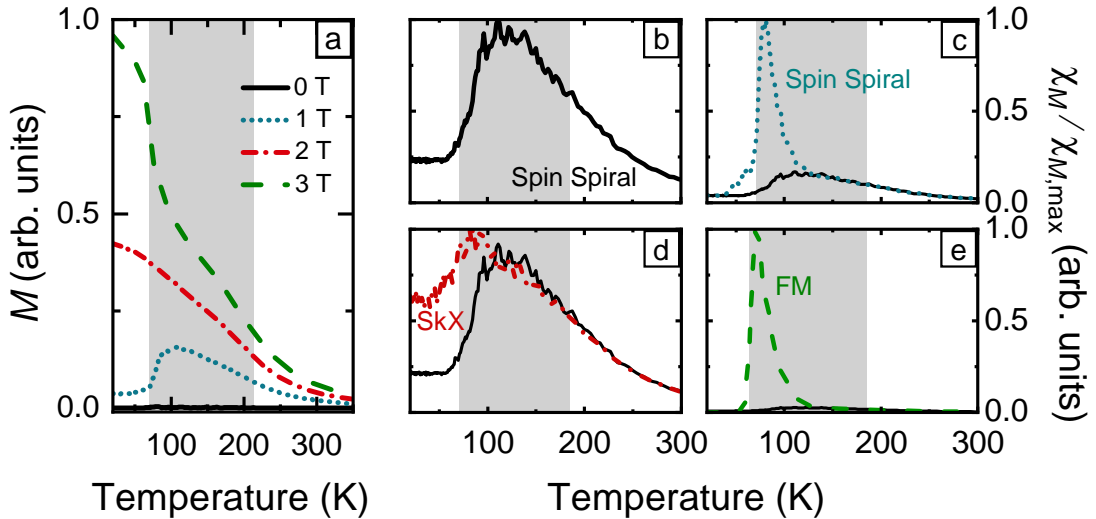 1.0
0.5
0.0
M (arb. units)
a
0 T
1 T
2 T
3 T
100
200
300
Temperature (K)
b
Spin Spiral
c
Spin Spiral
1.0
0.5
0.0
d
SkX
100
200
300
e
FM
1.0
0.5
0.0
100
200
300
Temperature (K)
χM / χM,max (arb. units)